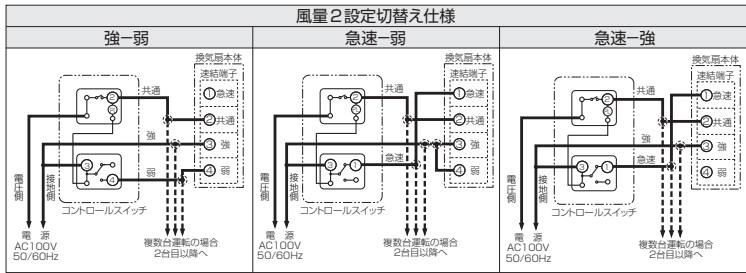 風量2設定切替え仕様
強−弱
換気扇本体
速結端子
共通
①急速
②共通
③ 強
④ 弱
強
弱
②
③
④
電圧側
接地側
コントロールスイッチ
電 源
AC100V
50/60Hz
複数台運転の場合
2台目以降へ
急速−弱
換気扇本体
速結端子
共通
①急速
②共通
③ 強
④ 弱
強
急速
②
③
①
電圧側
接地側
コントロールスイッチ
電 源
AC100V
50/60Hz
複数台運転の場合
2台目以降へ
急速−強
換気扇本体
速結端子
共通
①急速
②共通
③ 強
④ 弱
強
急速
②
③
①
電圧側
接地側
コントロールスイッチ
電 源
AC100V
50/60Hz
複数台運転の場合
2台目以降へ